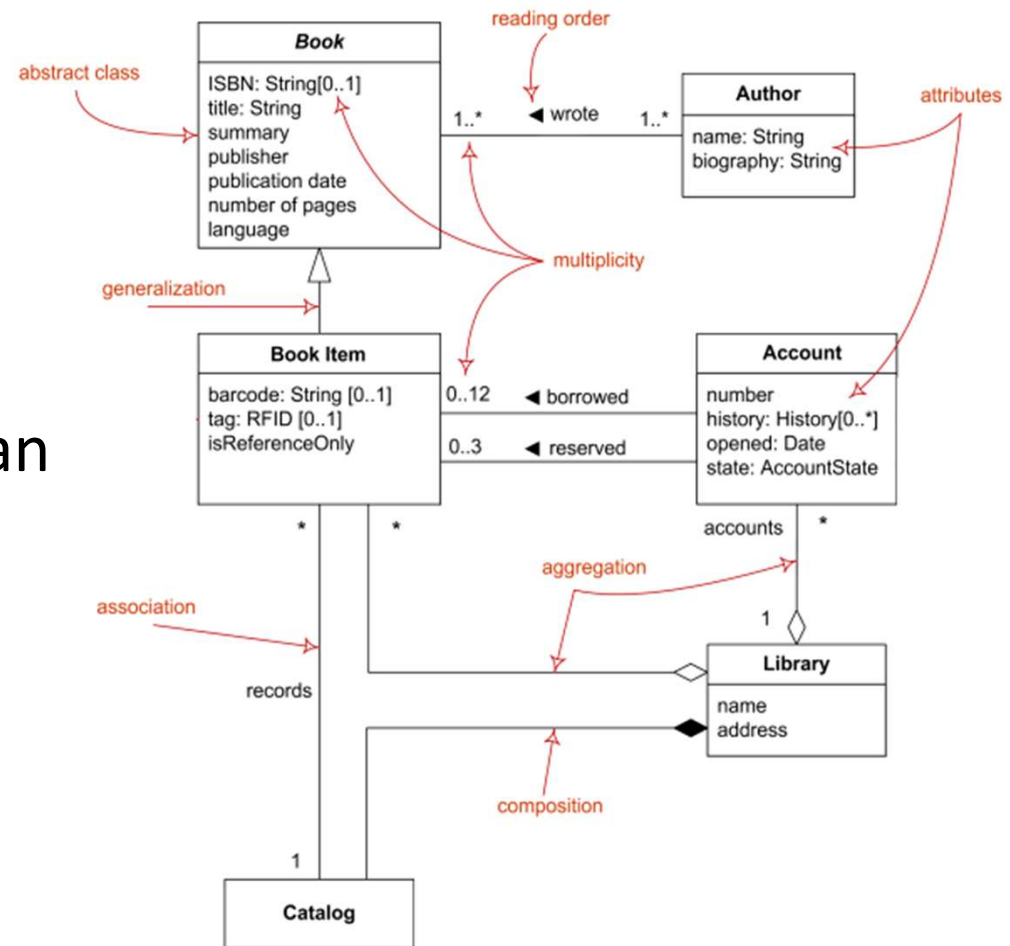 reading order
Book
abstract class
ISBN: String[0..1]
title: String
summary
publisher
publication date
number of pages
language
1..*
◄ wrote
1..*
Author
name: String
biography: String
attributes
multiplicity
generalization
Book Item
barcode: String [0..1]
tag: RFID [0..1]
isReferenceOnly
an
0..12
◄ borrowed
0..3
◄ reserved
Account
number
history: History[0..*]
opened: Date
state: AccountState
*
*
accounts
*
aggregation
association
1
Library
name
address
records
composition
1
Catalog